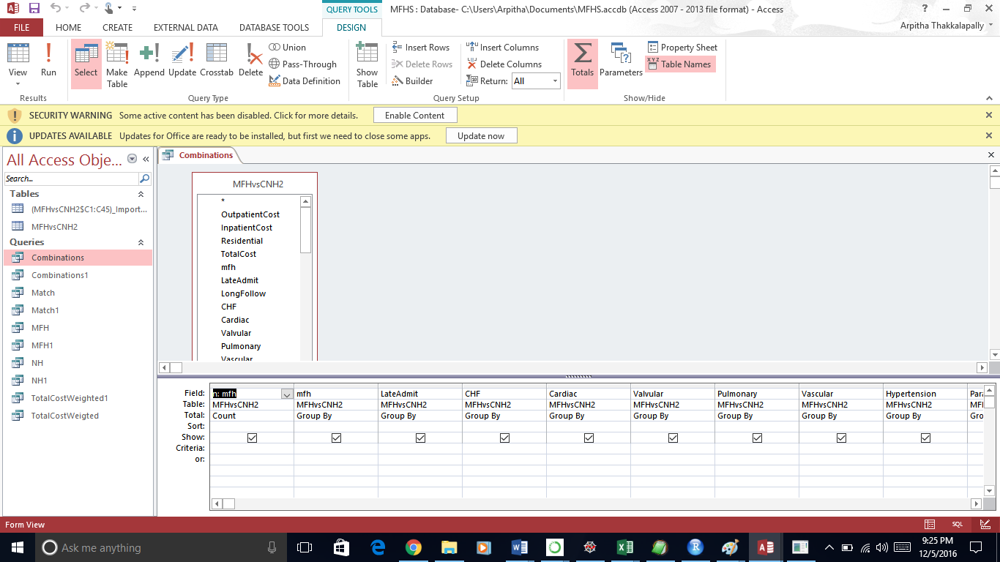 QUERY TOOLS
MFHS : Database- C:\Users\Arpitha\Documents\MFHS.accdb (Access 2007 - 2013 file format) - Access
FILE HOME CREATE EXTERNAL DATA DATABASE TOOLS DESIGN
Arpitha Thakkalapally
View Run
Results
Select Make Table Append Update Crosstab Delete
Union
Pass-Through
Data Definition
Query Type
Show Table
Insert Rows
Delete Rows
Builder
Insert Columns
Delete Columns
Return: All
Query Setup
Totals Parameters
Property Sheet
Table Names
Show/Hide
SECURITY WARNING Some active content has been disabled. Click for more details. Enable Content
UPDATES AVAILABLE Updates for Office are ready to be installed, but first we need to close some apps. Update now
All Access Obje...
Search...
Tables
(MFHvsCNH2$C1:C45)_Import...
MFHvsCNH2
Queries
Combinations
Combinations1
Match
Match1
MFH
MFH1
NH
NH1
TotalCostWeighted1
TotalCostWeigted
Combinations
MFHvsCNH2
*
OutpatientCost
InpatientCost
Residential
TotalCost
mfh
LateAdmit
LongFollow
CHF
Cardiac
Valvular
Pulmonary
Vascular
Field: n: mfh mfh LateAdmit CHF Cardiac Valvular Pulmonary Vascular Hypertension Para
Table: MFHvsCNH2 MFHvsCNH2 MFHvsCNH2 MFHvsCNH2 MFHvsCNH2 MFHvsCNH2 MFHvsCNH2 MFHvsCNH2 MFHvsCNH2 MFH
Total: Count Group By Group By Group By Group By Group By Group By Group By Group By Gro
Sort:
Show:
Criteria:
or:
Form View
SQL
Ask me anything
9:25 PM
12/5/2016